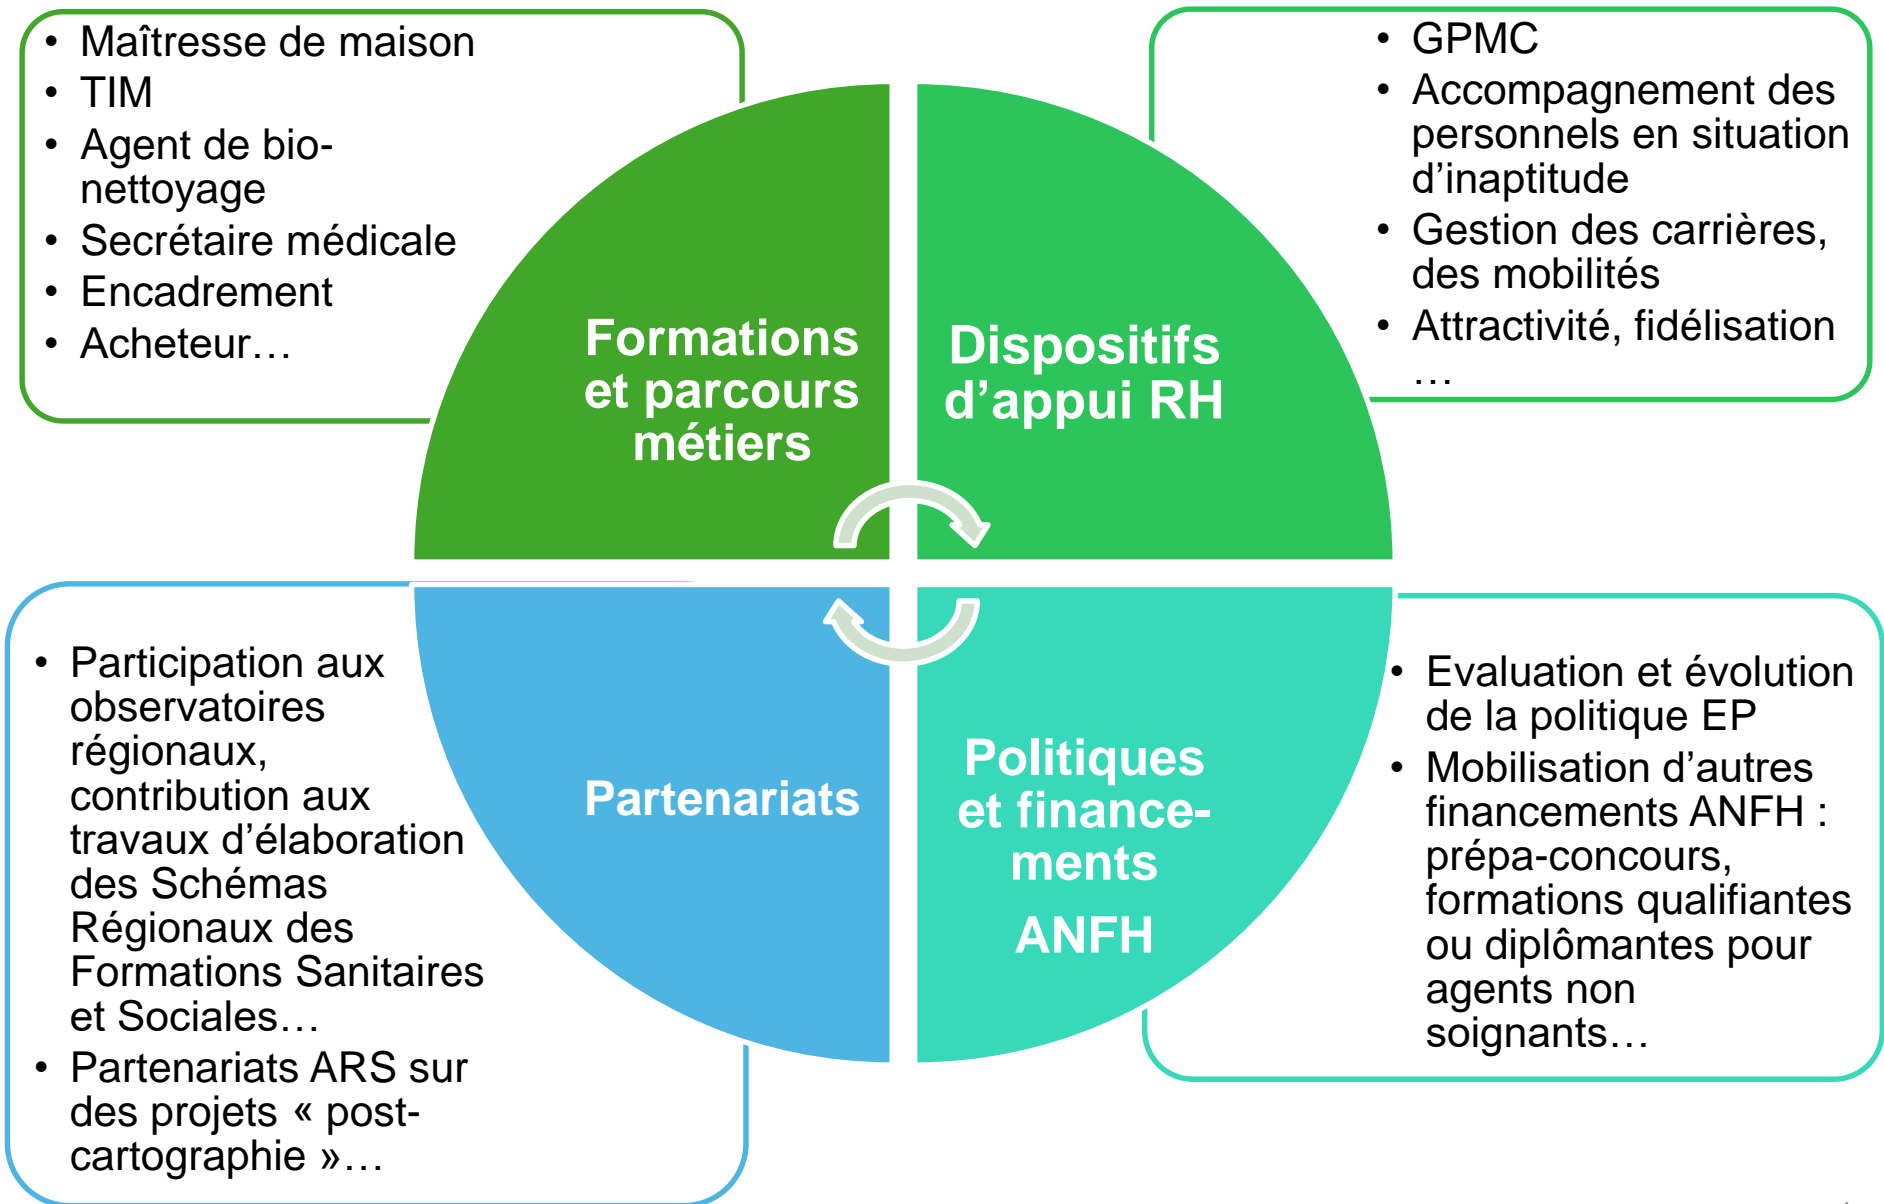 • Maîtresse de maison
• TIM
• Agent de bio-
nettoyage
• Secrétaire médicale
• Encadrement
• Acheteur…
• GPMC
• Accompagnement des
personnels en situation
d’inaptitude
• Gestion des carrières,
des mobilités
• Attractivité, fidélisation
…
Formations
et parcours
métiers
Dispositifs
d’appui RH
• Participation aux
observatoires
régionaux,
contribution aux
travaux d’élaboration
des Schémas
Régionaux des
Formations Sanitaires
et Sociales…
• Partenariats ARS sur
des projets « post-
cartographie »…
Partenariats
Politiques
et finance-
ments
ANFH
• Evaluation et évolution
de la politique EP
• Mobilisation d’autres
financements ANFH :
prépa-concours,
formations qualifiantes
ou diplômantes pour
agents non
soignants…